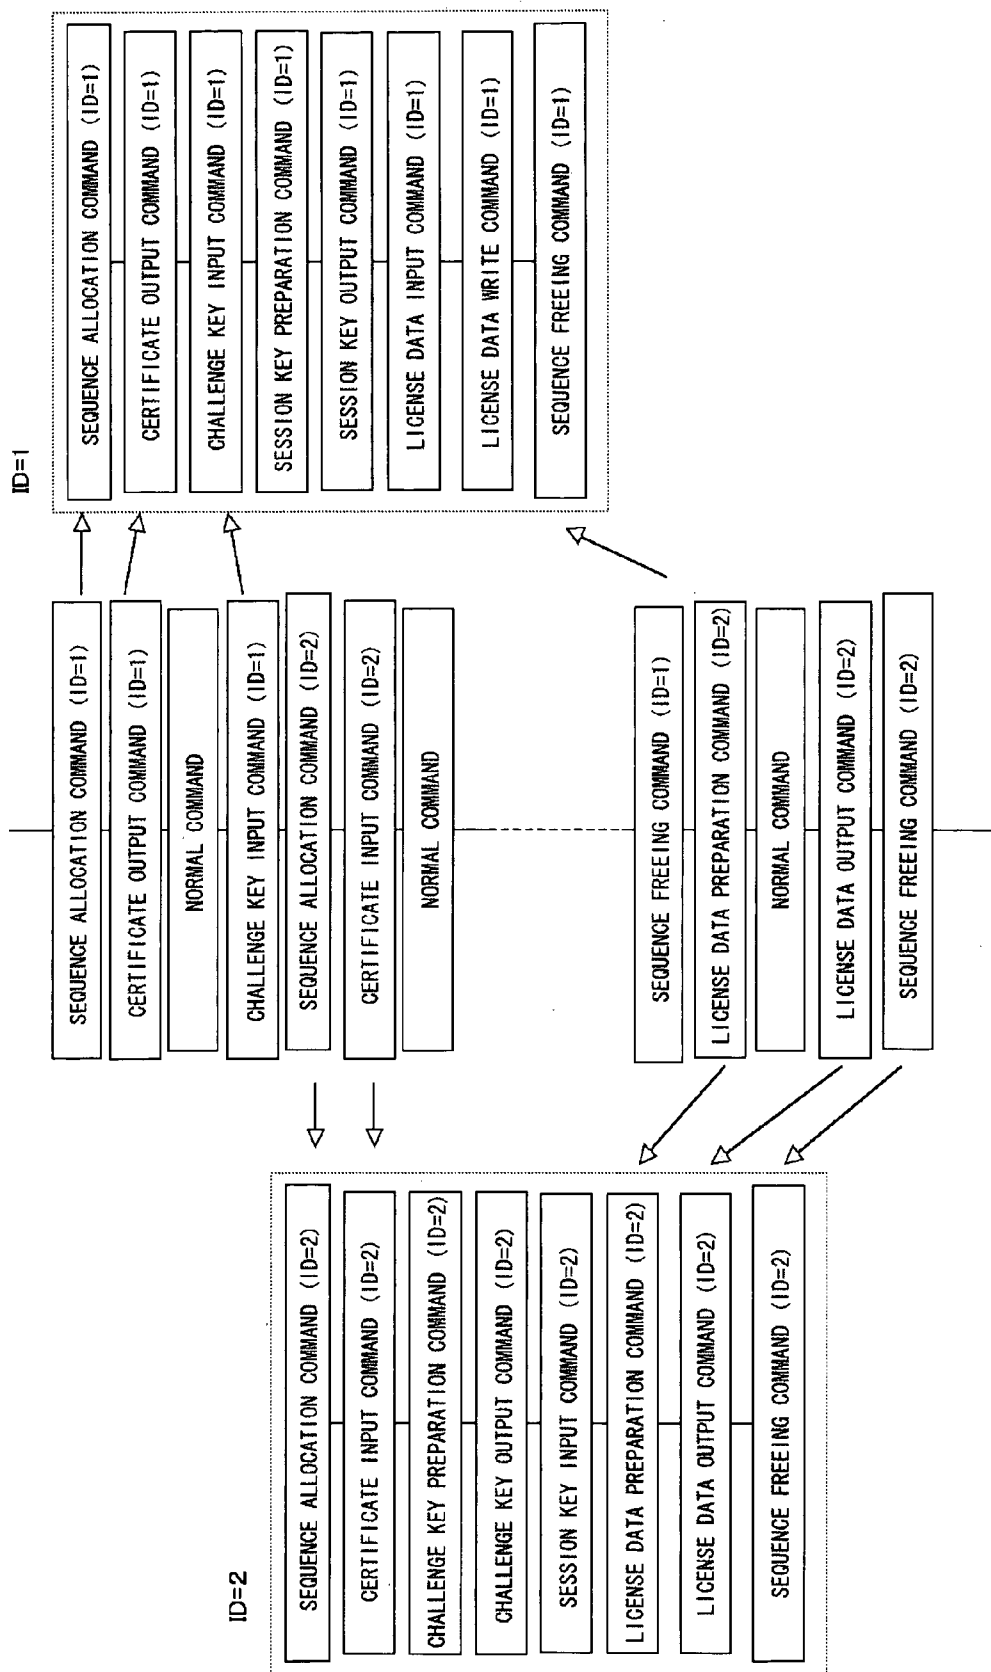 ID=1
SEQUENCE ALLOCATION COMMAND (ID=1)
CERTIFICATE OUTPUT COMMAND (ID=1)
CHALLENGE KEY INPUT COMMAND (ID=1)
SESSION KEY PREPARATION COMMAND (ID=1)
SESSION KEY OUTPUT COMMAND (ID=1)
LICENSE DATA INPUT COMMAND (ID=1)
LICENSE DATA WRITE COMMAND (ID=1)
SEQUENCE FREEING COMMAND (ID=1)
SEQUENCE ALLOCATION COMMAND (ID=1)
CERTIFICATE OUTPUT COMMAND (ID=1)
NORMAL COMMAND
CHALLENGE KEY INPUT COMMAND (ID=1)
SEQUENCE ALLOCATION COMMAND (ID=2)
CERTIFICATE INPUT COMMAND (ID=2)
NORMAL COMMAND
SEQUENCE FREEING COMMAND (ID=1)
LICENSE DATA PREPARATION COMMAND (ID=2)
NORMAL COMMAND
LICENSE DATA OUTPUT COMMAND (ID=2)
SEQUENCE FREEING COMMAND (ID=2)
ID=2
SEQUENCE ALLOCATION COMMAND (ID=2)
CERTIFICATE INPUT COMMAND (ID=2)
CHALLENGE KEY PREPARATION COMMAND (ID=2)
CHALLENGE KEY OUTPUT COMMAND (ID=2)
SESSION KEY INPUT COMMAND (ID=2)
LICENSE DATA PREPARATION COMMAND (ID=2)
LICENSE DATA OUTPUT COMMAND (ID=2)
SEQUENCE FREEING COMMAND (ID=2)